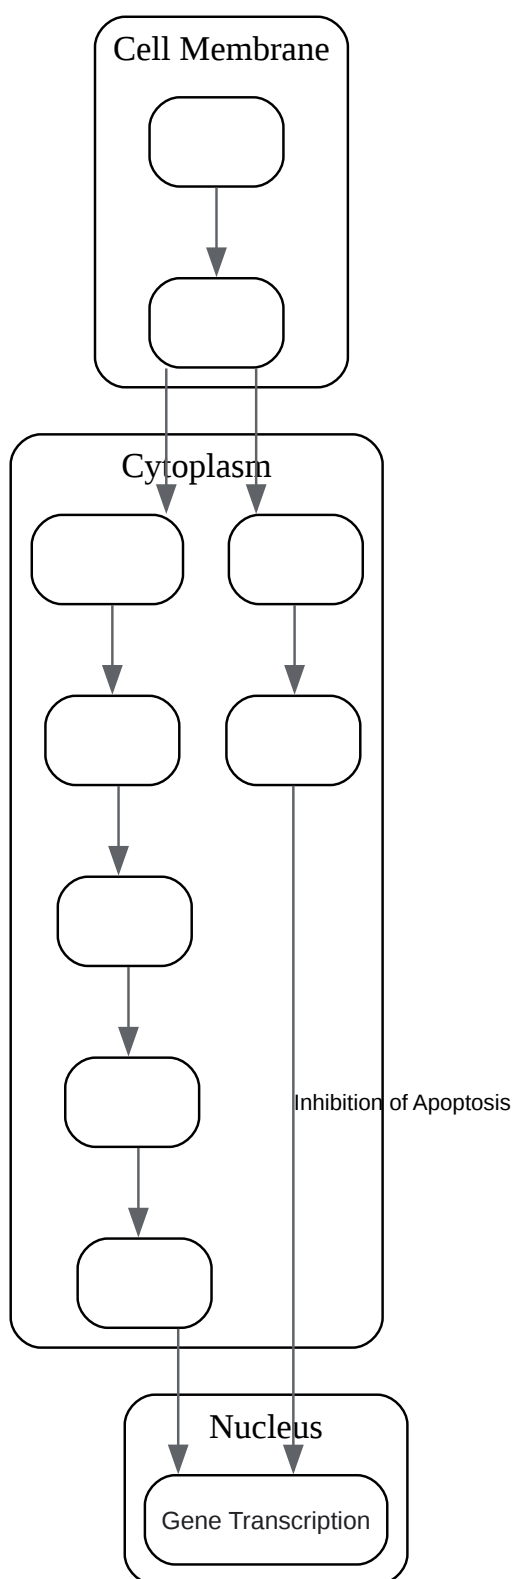 Cell Membrane
Cytoplasm
Inhibition of Apoptosis
Nucleus
Gene Transcription